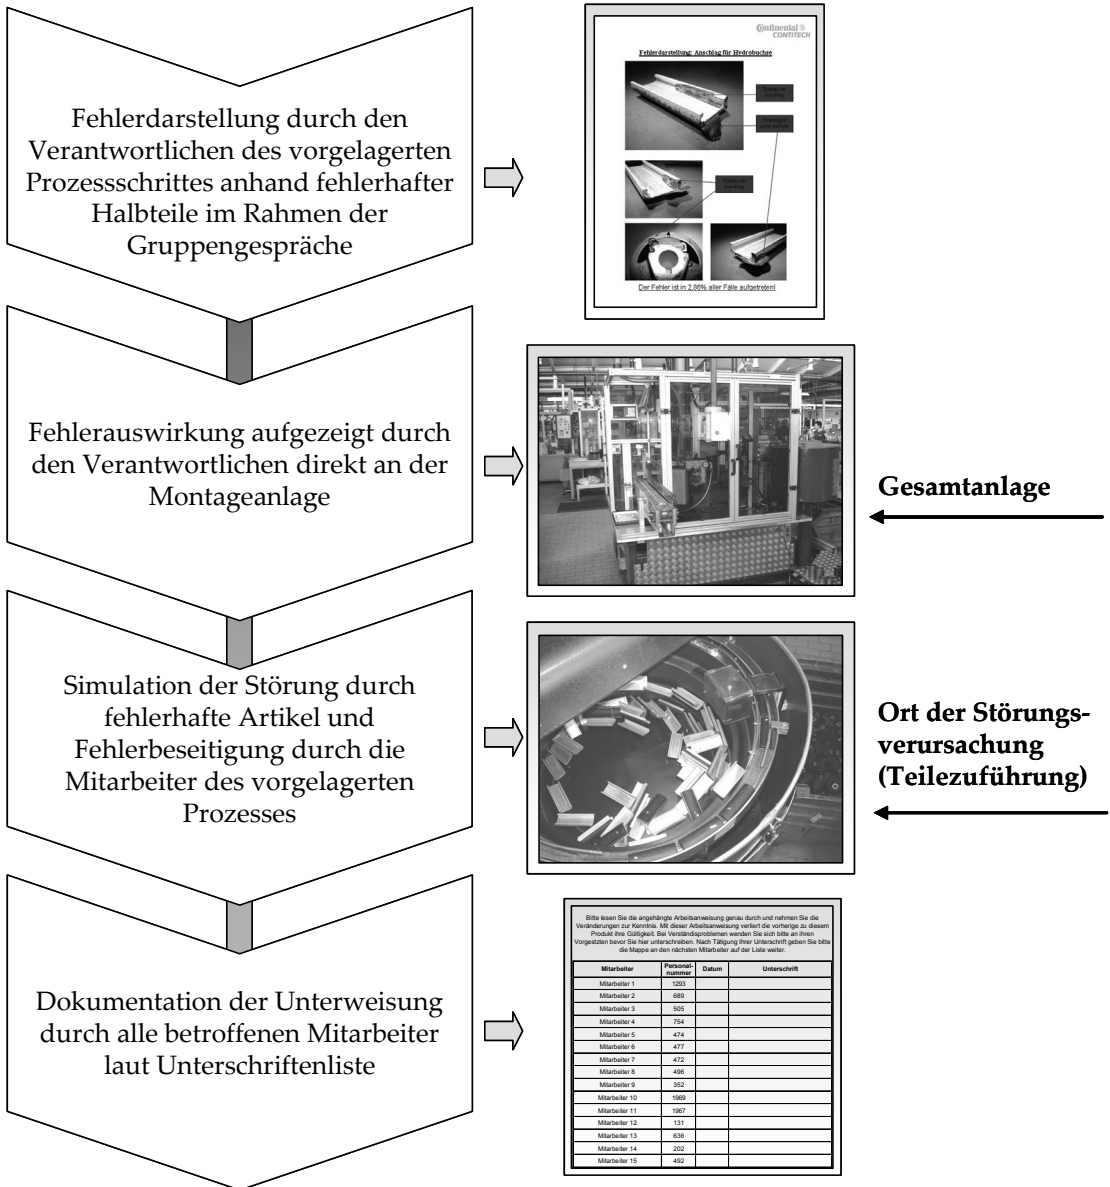 Fehlerdarstellung durch den
Verantwortlichen des vorgelagerten
Prozessschrittes anhand fehlerhafter
Halbteile im Rahmen der
Gruppengespräche
Continental
CONTITECH
Fehlerdarstellung: Anschlag für Hydrobuchse
Der Fehler ist in 2,86% aller Fälle aufgetreten!
Fehlerauswirkung aufgezeigt durch
den Verantwortlichen direkt an der
Montageanlage
Gesamtanlage
Simulation der Störung durch
fehlerhafte Artikel und
Fehlerbeseitigung durch die
Mitarbeiter des vorgelagerten
Prozesses
Ort der Störungs-
verursachung
(Teilezuführung)
Dokumentation der Unterweisung
durch alle betroffenen Mitarbeiter
laut Unterschriftenliste
Bitte lesen Sie die angehängte Arbeitsanweisung genau durch und nehmen Sie die
Veränderungen zur Kenntnis. Mit dieser Arbeitsanweisung verliert die vorherige zu diesem
Produkt ihre Gültigkeit. Bei Verständisproblemen wenden Sie sich bitte an ihren
Vorgestzten bevor Sie hier unterschreiben. Nach Tätigung Ihrer Unterschrift geben Sie bitte
die Mappe an den nächsten Mitarbeiter auf der Liste weiter.
Mitarbeiter Personal-nummer Datum Unterschrift
Mitarbeiter 1 1293
Mitarbeiter 2 689
Mitarbeiter 3 505
Mitarbeiter 4 754
Mitarbeiter 5 474
Mitarbeiter 6 477
Mitarbeiter 7 472
Mitarbeiter 8 496
Mitarbeiter 9 352
Mitarbeiter 10 1969
Mitarbeiter 11 1967
Mitarbeiter 12 131
Mitarbeiter 13 636
Mitarbeiter 14 202
Mitarbeiter 15 492